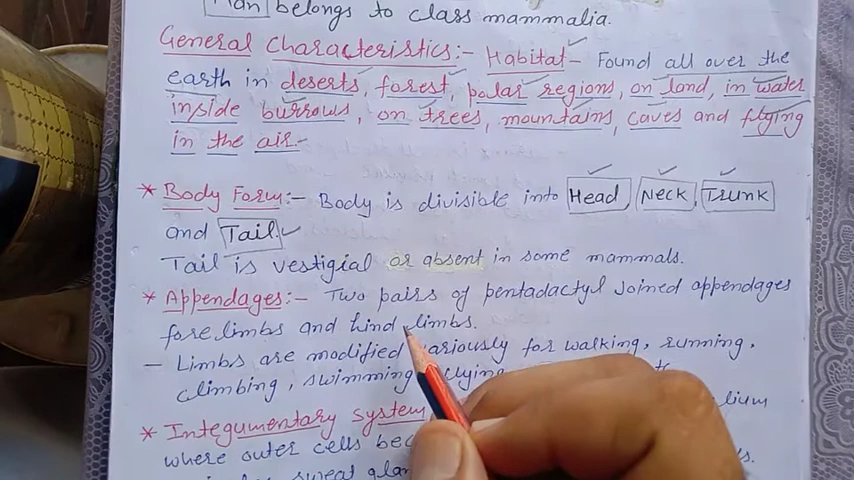 Man belongs to class mammalia.
General Characteristics:- Habitat- Found all over the
earth in deserts, forest, polar regions, on land, in water
inside burrows, on trees, mountains, caves and flying
in the air.-
* Body Form:- Body is divisible into Head, Neck, Trunk
and Tail.
Tail is vestigial or absent in some mammals.
* Appendages:- Two pairs of pentadactyl joined appendages
forelimbs and hind limbs.
- Limbs are modified variously for walking, running,
climbing, swimming, flying
* Integumentary System
where outer cells
sweat